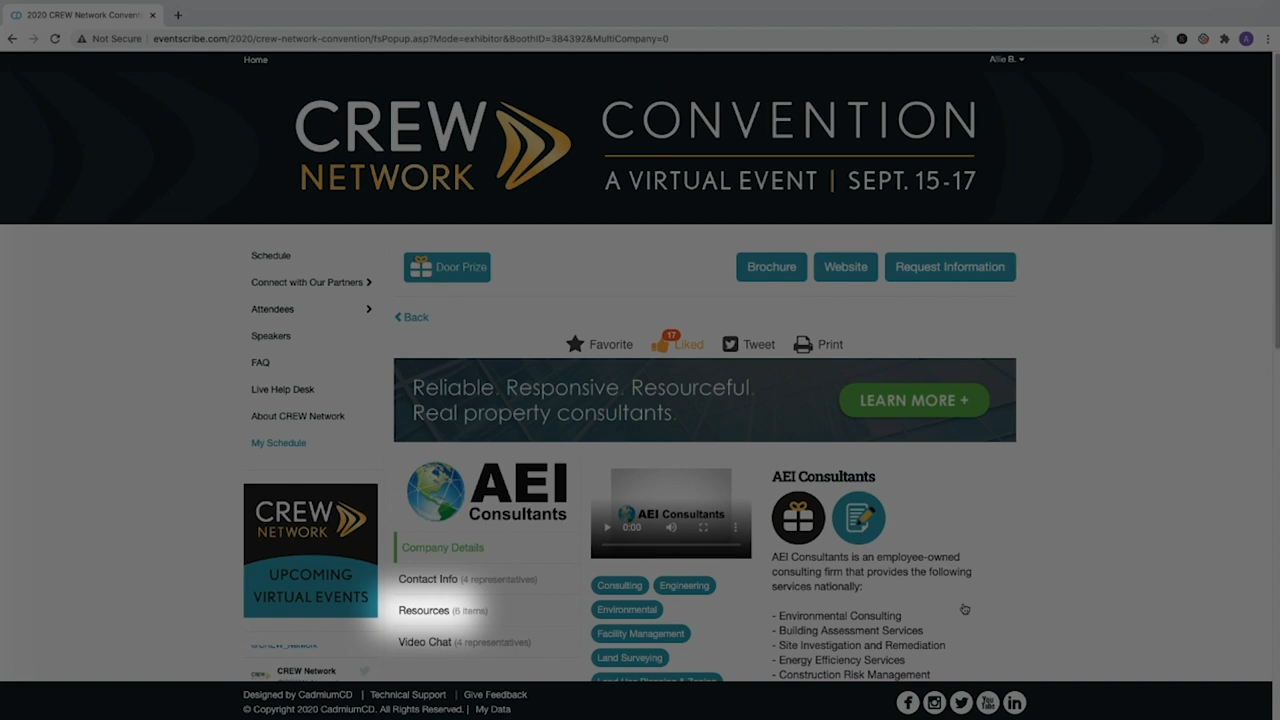 2020 CREW Network Conventi
Not Secure
eventscribe.com/2020/crew-network-convention/fsPopup.asp?Mode=exhibitor&BoothID=384392&MultiCompany=0
A
Home
Allie B.
CREW NETWORK
CONVENTION
A VIRTUAL EVENT | SEPT. 15-17
Schedule
Connect with Our Partners
Attendees
Speakers
FAQ
Live Help Desk
About CREW Network
My Schedule
Door Prize
Brochure
Website
Request Information
Back
Favorite
17
Liked
Tweet
Print
Reliable. Responsive. Resourceful.
Real property consultants.
LEARN MORE +
CREW
NETWORK
UPCOMING
VIRTUAL EVENTS
@CREW_Network
CREW Network
AEI
Consultants
Company Details
Contact Info (4 representatives)
Resources (6 items)
Video Chat (4 representatives)
AEI Consultants
0:00
Consulting
Engineering
Environmental
Facility Management
Land Surveying
Land Use Planning & Zoning
AEI Consultants
AEI Consultants is an employee-owned
consulting firm that provides the following
services nationally:
- Environmental Consulting
- Building Assessment Services
- Site Investigation and Remediation
- Energy Efficiency Services
- Construction Risk Management
Designed by CadmiumCD | Technical Support | Give Feedback
© Copyright 2020 CadmiumCD. All Rights Reserved. | My Data